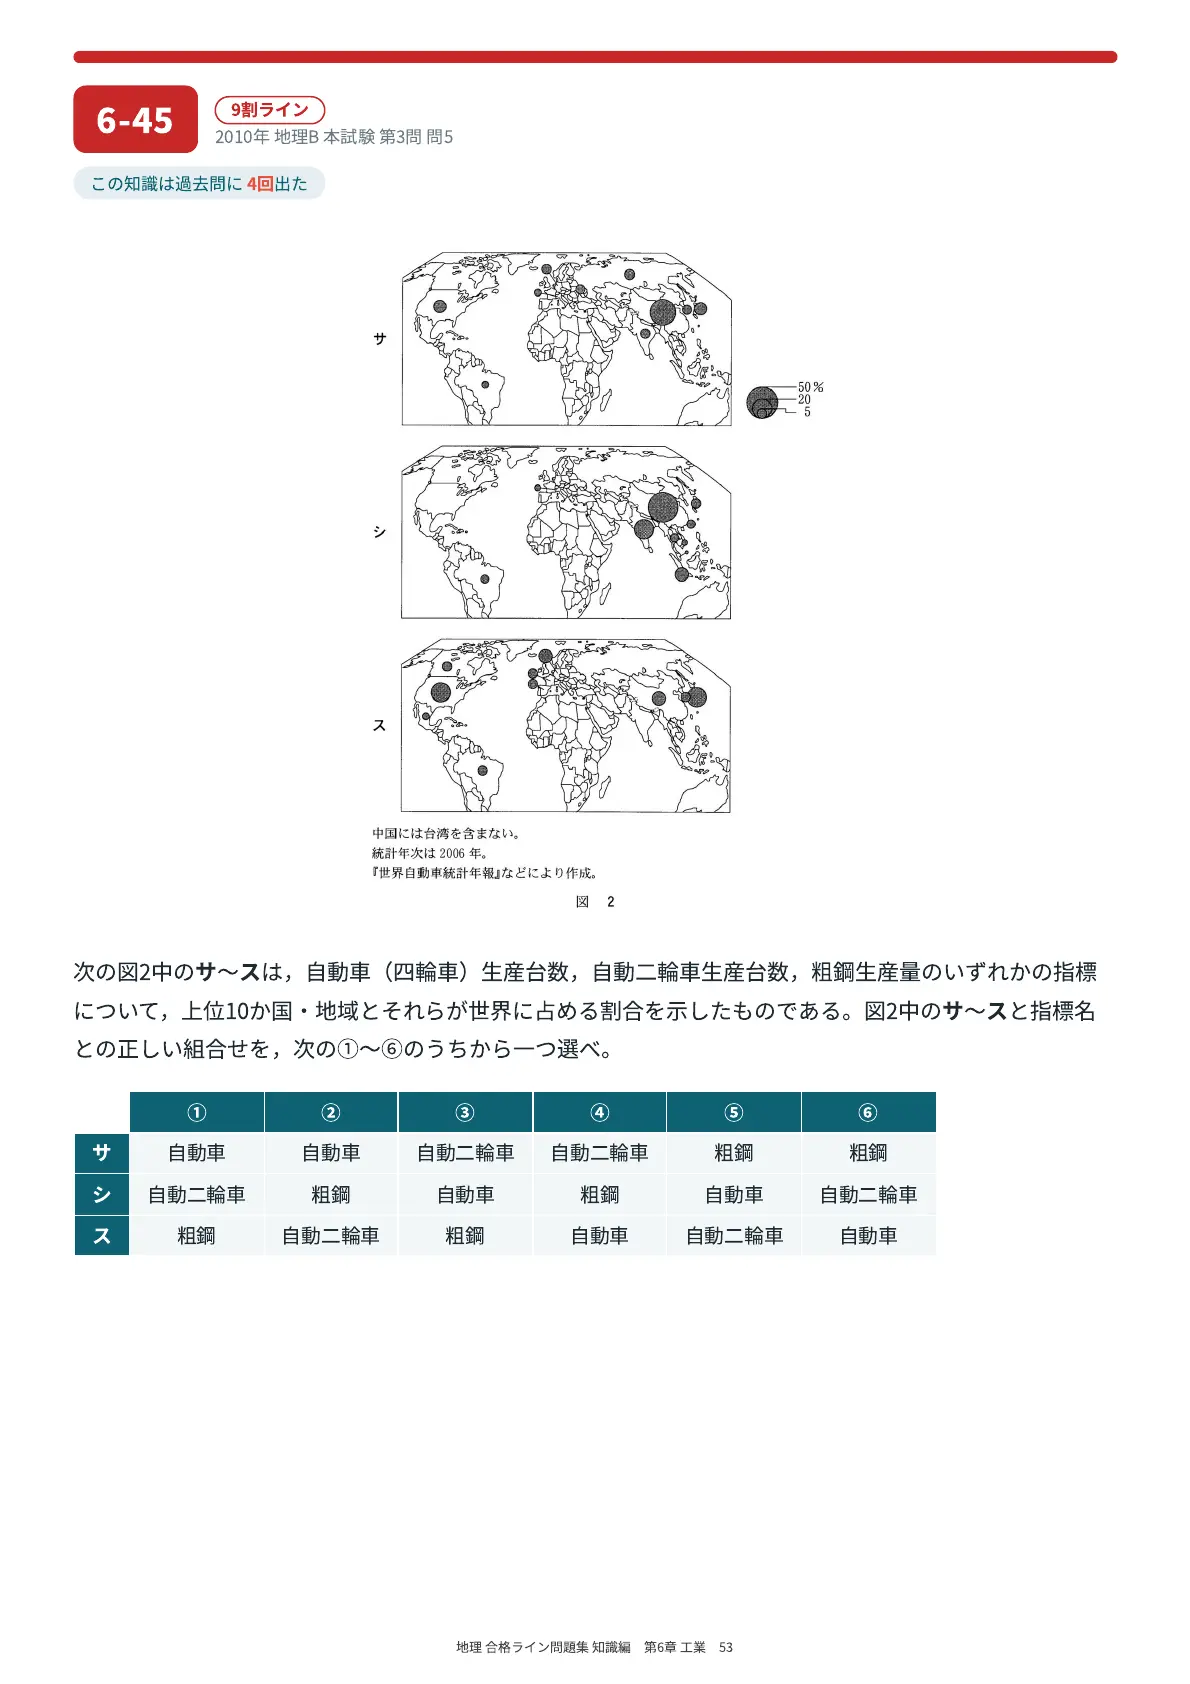 6-45
9割ライン
2010年 地理B 本試験 第3問 問5
この知識は過去問に 4回出た
サ
50%
20
5
シ
ス
中国には台湾を含まない。
統計年次は 2006 年。
『世界自動車統計年報』などにより作成。
図 2
次の図2中のサ〜スは，自動車（四輪車）生産台数，自動二輪車生産台数，粗鋼生産量のいずれかの指標
について，上位10か国・地域とそれらが世界に占める割合を示したものである。図2中のサ〜スと指標名
との正しい組合せを，次の①〜⑥のうちから一つ選べ。
① ② ③ ④ ⑤ ⑥
サ 自動車 自動車 自動二輪車 自動二輪車 粗鋼 粗鋼
シ 自動二輪車 粗鋼 自動車 粗鋼 自動車 自動二輪車
ス 粗鋼 自動二輪車 粗鋼 自動車 自動二輪車 自動車
地理 合格ライン問題集 知識編 第6章 工業 53